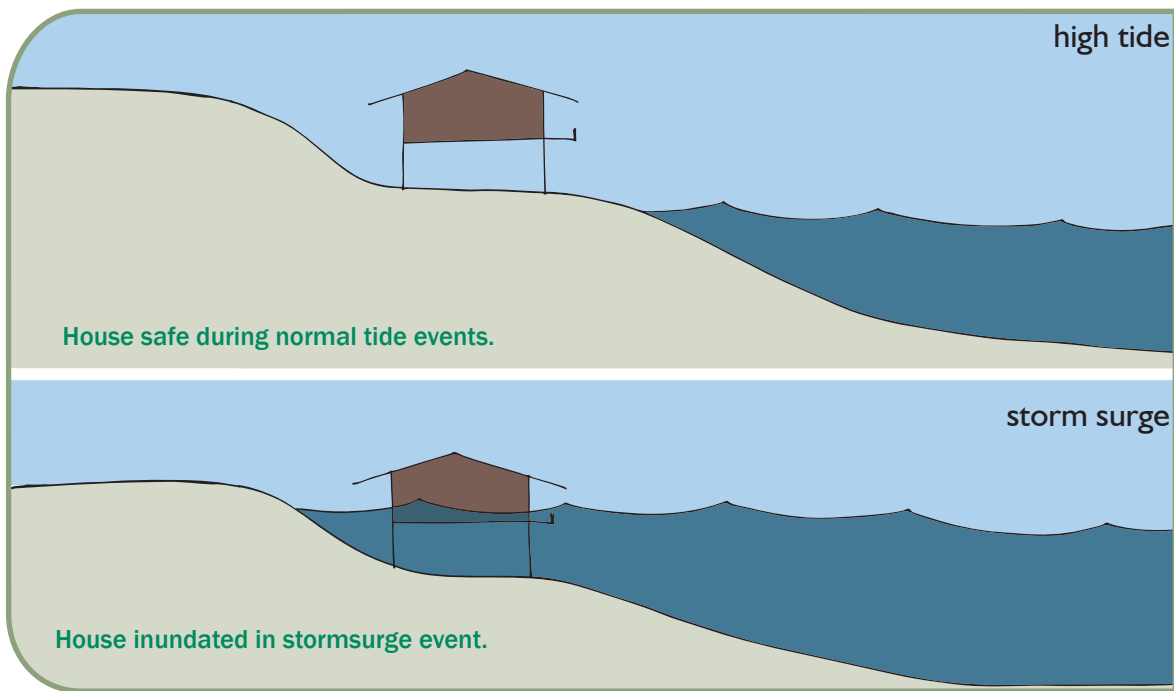 high tide
House safe during normal tide events.
storm surge
House inundated in stormsurge event.